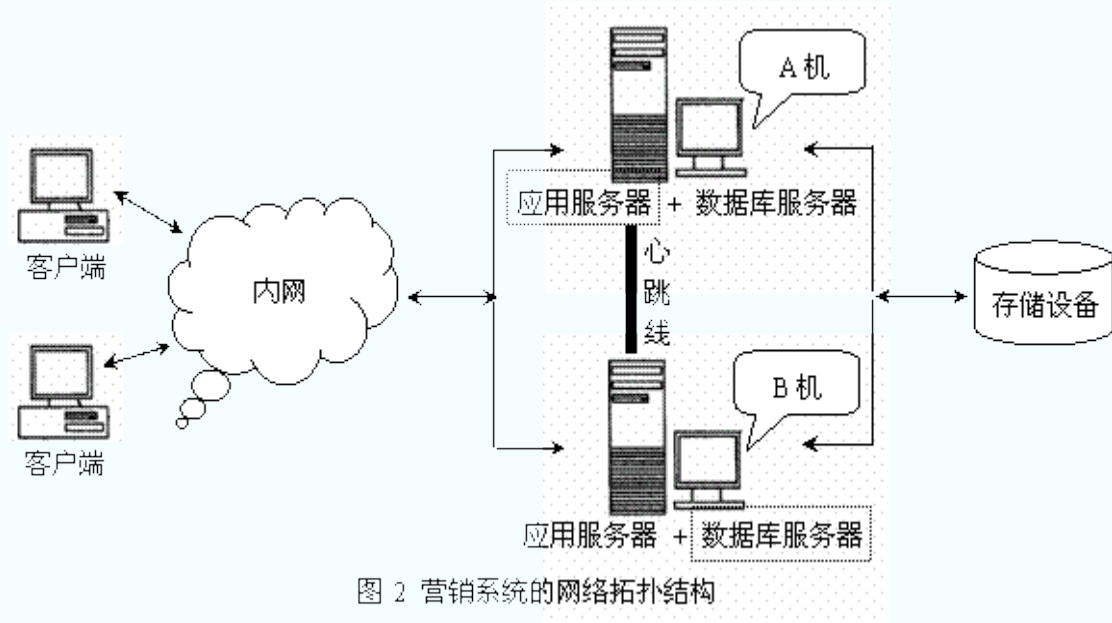 A机
应用服务器 + 数据库服务器
客户端
内网
心
跳
线
存储设备
B机
客户端
应用服务器 + 数据库服务器
图 2 营销系统的网络拓扑结构